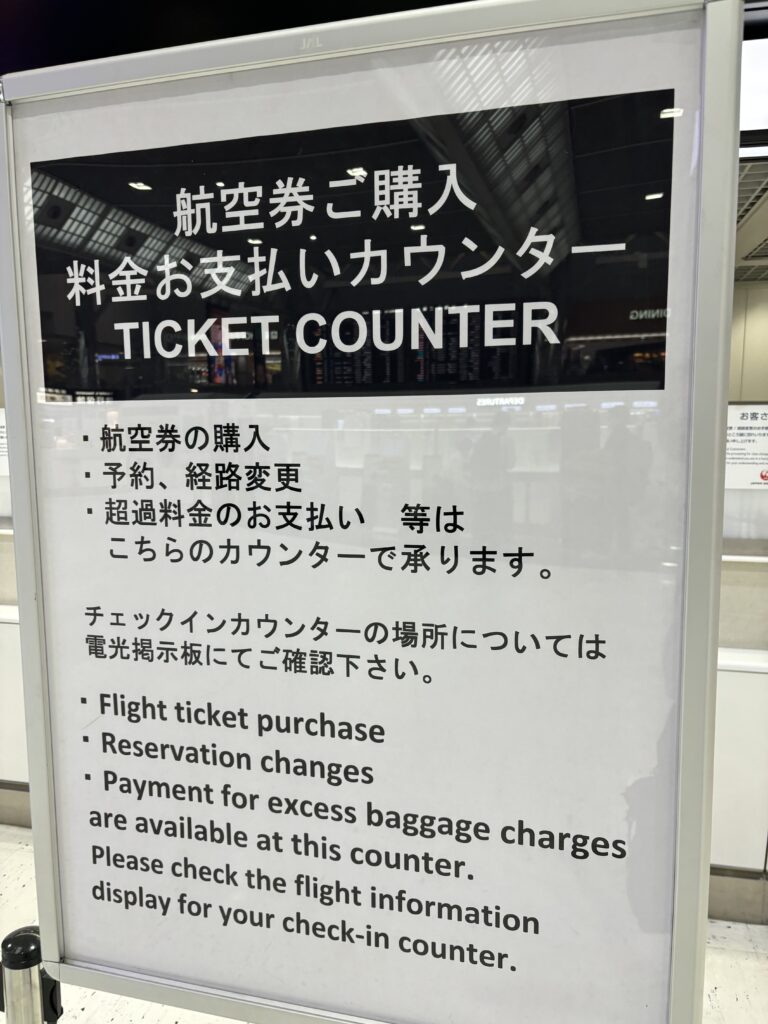 JAL
航空券ご購入
料金お支払いカウンター
TICKET COUNTER
・航空券の購入
・予約、経路変更
・超過料金のお支払い　等は
こちらのカウンターで承ります。
チェックインカウンターの場所については
電光掲示板にてご確認下さい。
・Flight ticket purchase
・Reservation changes
・Payment for excess baggage charges
are available at this counter.
Please check the flight information
display for your check-in counter.
DINING
DEPARTURES
お客さ